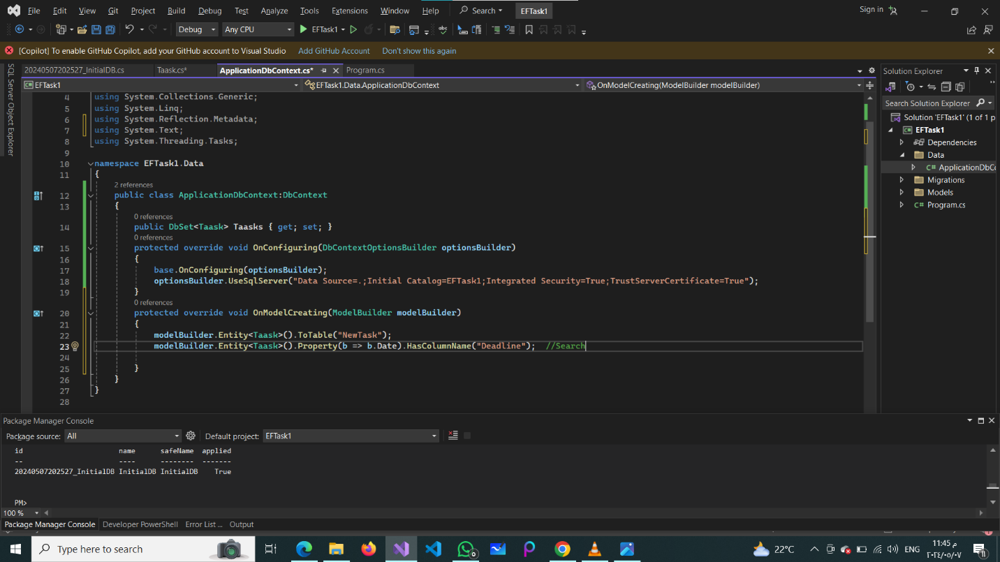 File Edit View Git Project Build Debug Test Analyze Tools Extensions Window Help Search EFTask1 Sign in
Debug Any CPU EFTask1
[Copilot] To enable GitHub Copilot, add your GitHub account to Visual Studio Add GitHub Account Don't show this again
SQL Server Object Explorer
20240507202527_InitialDB.cs Taask.cs* ApplicationDbContext.cs* Program.cs
EFTask1 EFTask1.Data.ApplicationDbContext OnModelCreating(ModelBuilder modelBuilder)
4 using System.Collections.Generic;
5 using System.Linq;
6 using System.Reflection.Metadata;
7 using System.Text;
8 using System.Threading.Tasks;
9
10 namespace EFTask1.Data
11 {
2 references
12 public class ApplicationDbContext:DbContext
13 {
0 references
14 public DbSet<Taask> Taasks { get; set; }
0 references
15 protected override void OnConfiguring(DbContextOptionsBuilder optionsBuilder)
16 {
17 base.OnConfiguring(optionsBuilder);
18 optionsBuilder.UseSqlServer("Data Source=.;Initial Catalog=EFTask1;Integrated Security=True;TrustServerCertificate=True");
19 }
0 references
20 protected override void OnModelCreating(ModelBuilder modelBuilder)
21 {
22 modelBuilder.Entity<Taask>().ToTable("NewTask");
23 modelBuilder.Entity<Taask>().Property(b => b.Date).HasColumnName("Deadline"); //Search
24
25 }
26 }
27 }
28
Solution Explorer
Search Solution Explorer
Solution 'EFTask1' (1 of 1 p
EFTask1
Dependencies
Data
ApplicationDbCo
Migrations
Models
Program.cs
Package Manager Console
Package source: All Default project: EFTask1
id name safeName applied
-- ---- -------- -------
20240507202527_InitialDB InitialDB InitialDB True
PM>
100 %
Package Manager Console Developer PowerShell Error List ... Output
Type here to search 22°C ENG
م 11:45
٢٠٢٤/٠٥/٠٧
11